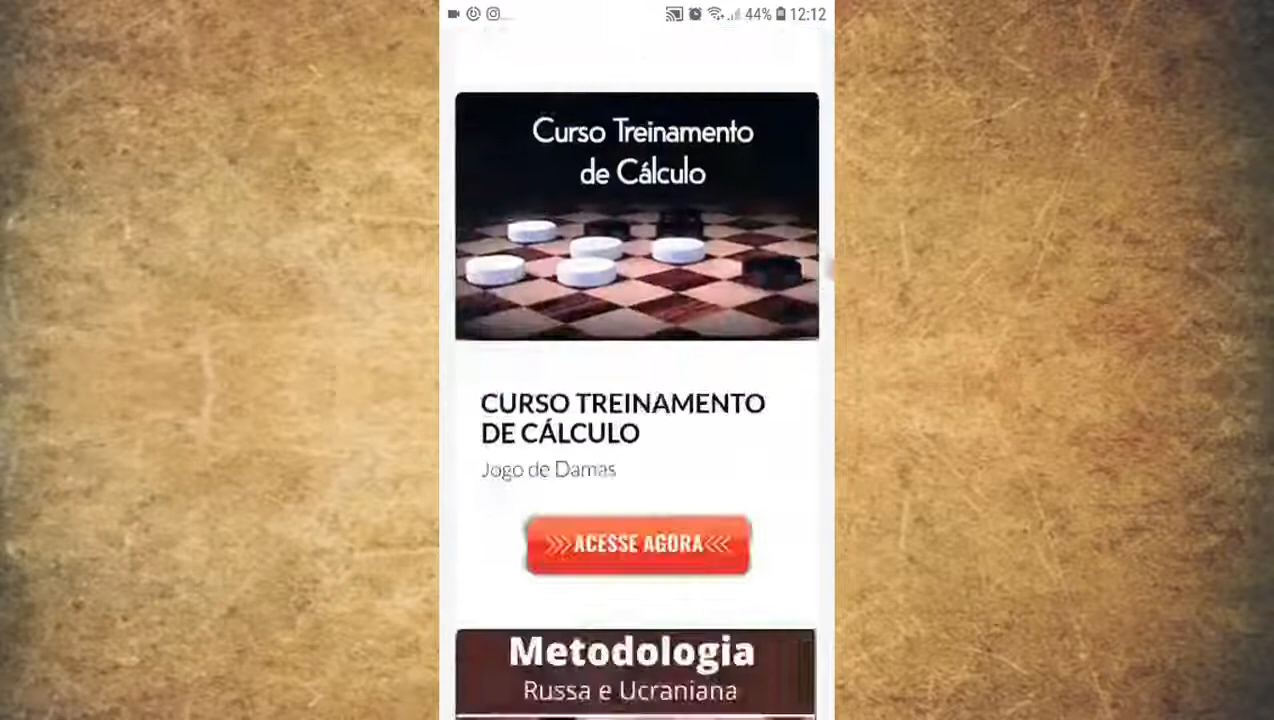 44% 12:12
Curso Treinamento
de Cálculo
CURSO TREINAMENTO
DE CÁLCULO
Jogo de Damas
>>>ACESSE AGORA<<<
Metodologia
Russa e Ucraniana